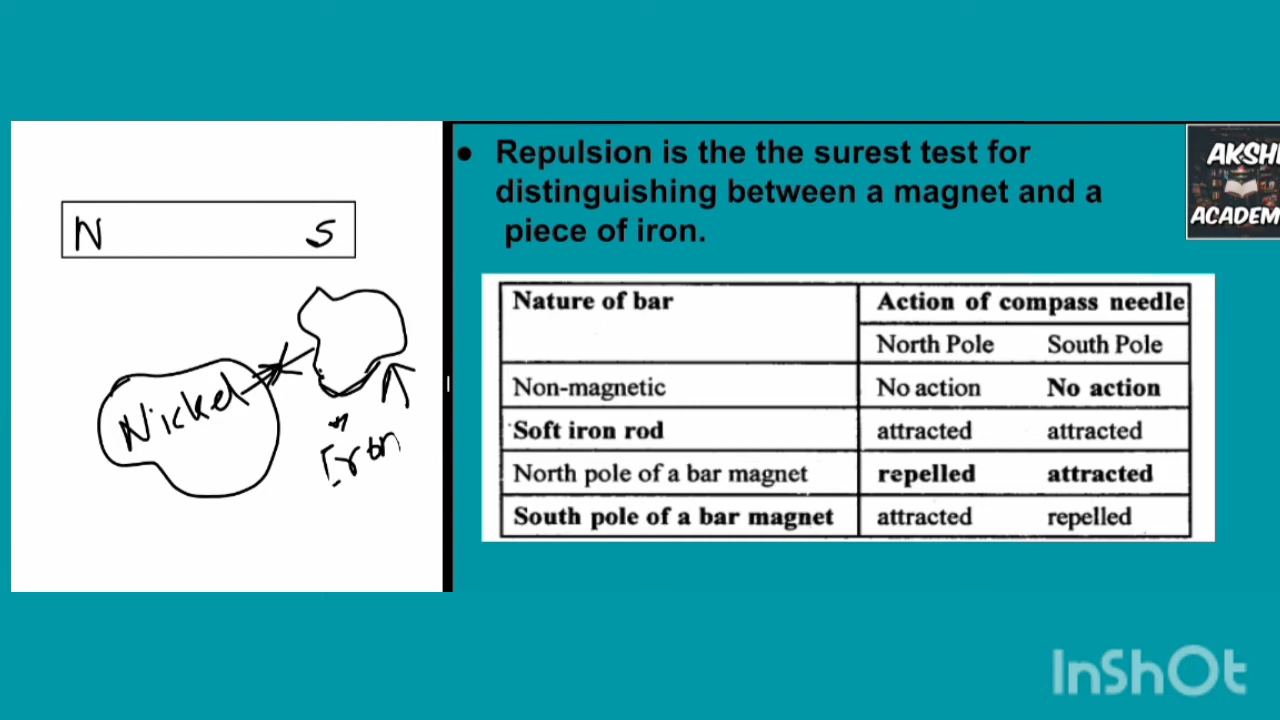 N S
Nickel
Iron
• Repulsion is the the surest test for
distinguishing between a magnet and a
piece of iron.
AKSHI
ACADEM
Nature of bar Action of compass needle
North Pole South Pole
Non-magnetic No action No action
Soft iron rod attracted attracted
North pole of a bar magnet repelled attracted
South pole of a bar magnet attracted repelled
InShOt